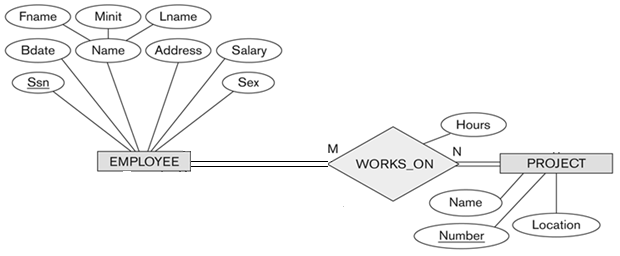 Fname Minit Lname
Bdate Name Address Salary
Ssn Sex
Hours
M N
EMPLOYEE WORKS_ON PROJECT
Name
Number Location